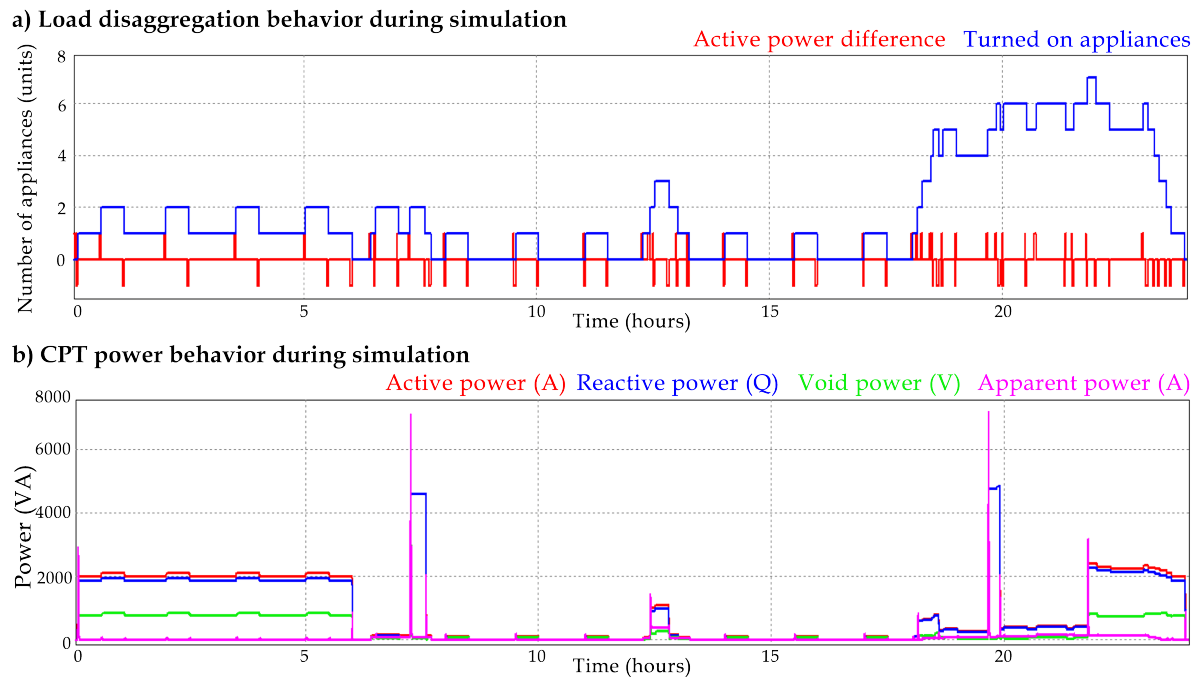 a) Load disaggregation behavior during simulation
Active power difference Turned on appliances
Number of appliances (units)
8
6
4
2
0
0 5 10 15 20
Time (hours)
b) CPT power behavior during simulation
Active power (A) Reactive power (Q) Void power (V) Apparent power (A)
Power (VA)
8000
6000
4000
2000
0
0 5 10 15 20
Time (hours)